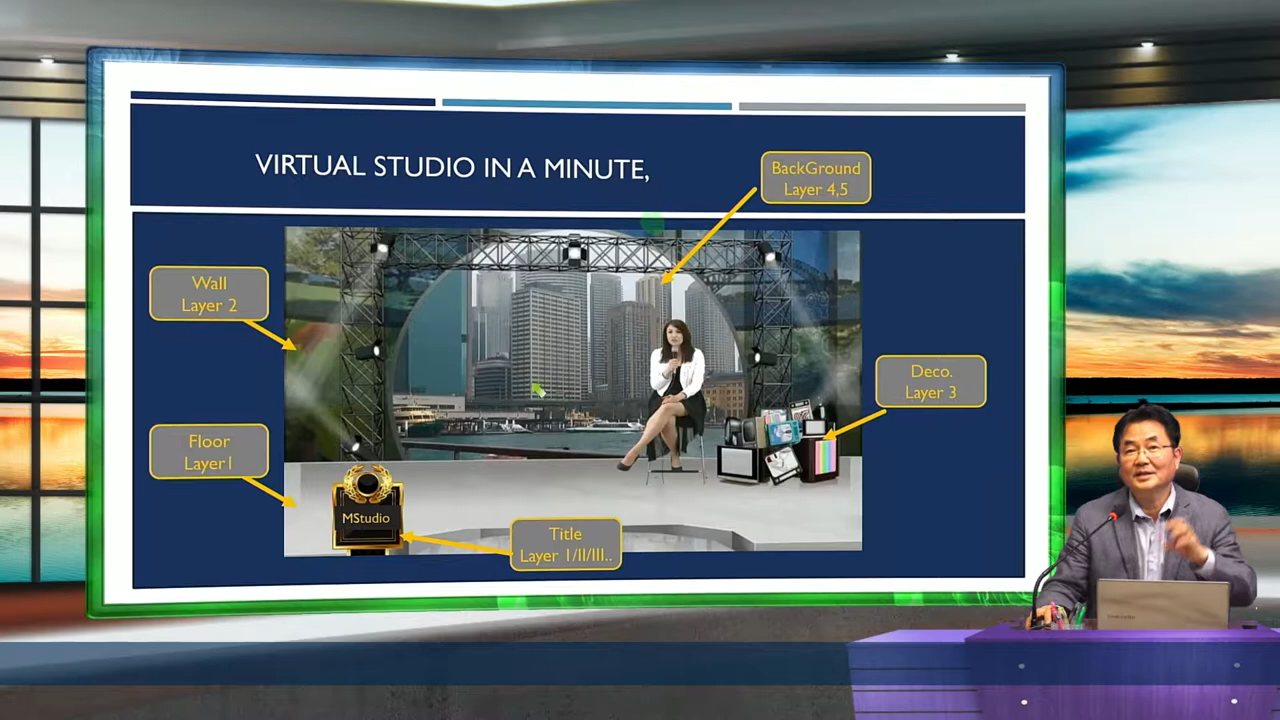 VIRTUAL STUDIO IN A MINUTE,
BackGround
Layer 4,5
Wall
Layer 2
Deco.
Layer 3
Floor
Layer1
MStudio
Title
Layer 1/II/III..